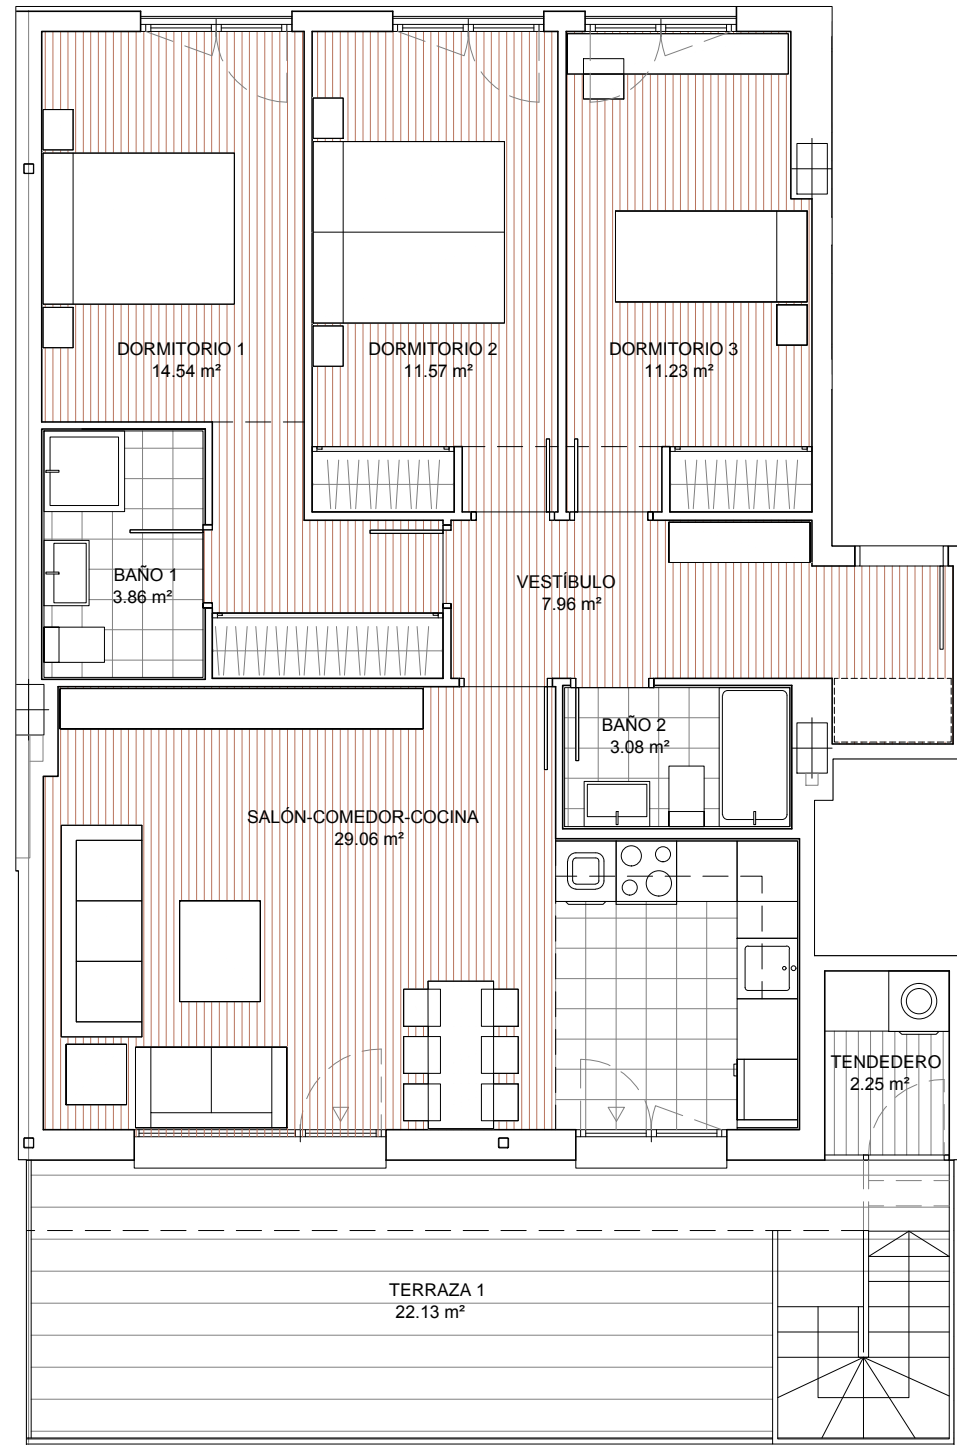 DORMITORIO 1
14.54 m²
DORMITORIO 2
11.57 m²
DORMITORIO 3
11.23 m²
BAÑO 1
3.86 m²
VESTÍBULO
7.96 m²
BAÑO 2
3.08 m²
SALÓN-COMEDOR-COCINA
29.06 m²
TENDEDERO
2.25 m²
TERRAZA 1
22.13 m²